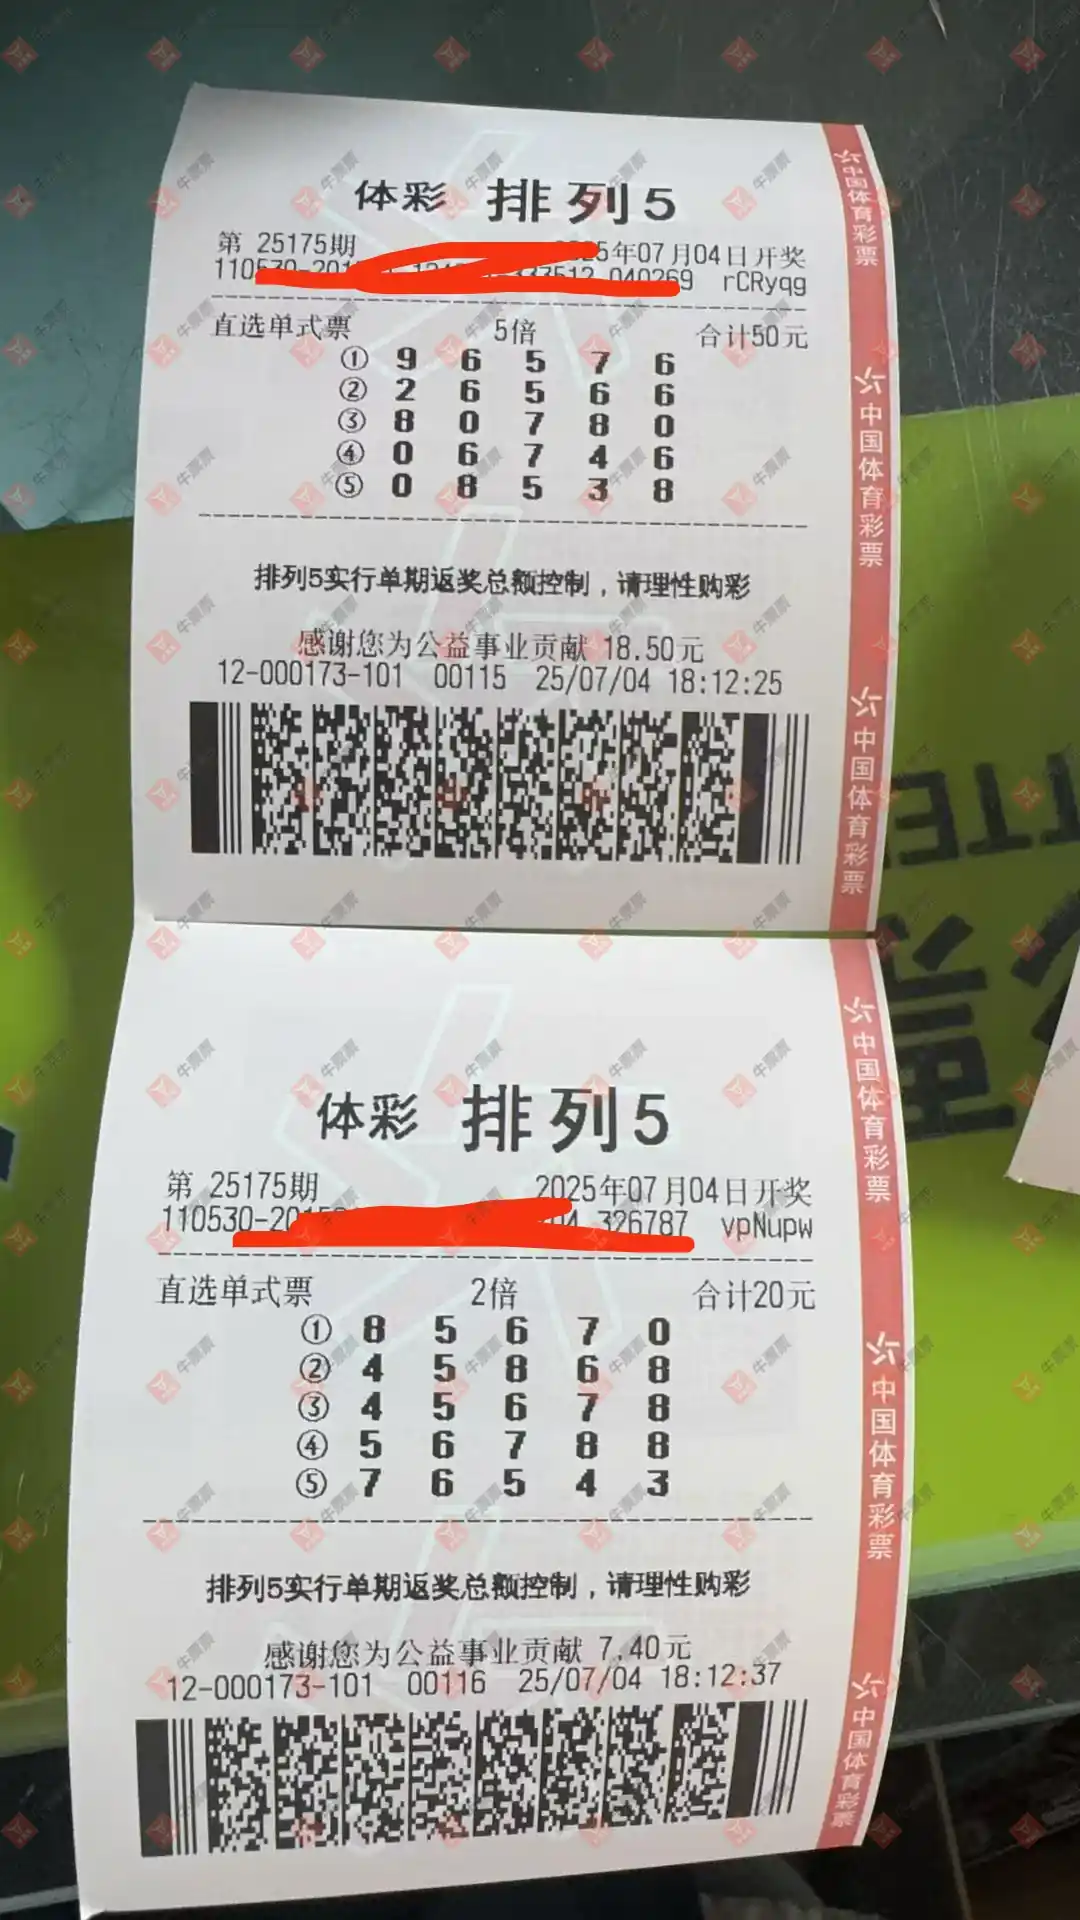 体彩 排列5
第 25175期 2025年07月04日开奖
rCRyqg
直选单式票 5倍 合计50元
① 9 6 5 7 6
② 2 6 5 6 6
③ 8 0 7 8 0
④ 0 6 7 4 6
⑤ 0 8 5 3 8
排列5实行单期返奖总额控制，请理性购彩
感谢您为公益事业贡献 18.50元
12-000173-101 00115 25/07/04 18:12:25
中国体育彩票
中国体育彩票
中国体育彩票
体彩 排列5
第 25175期 2025年07月04日开奖
110530- 326787 vpNupw
直选单式票 2倍 合计20元
① 8 5 6 7 0
② 4 5 8 6 8
③ 4 5 6 7 8
④ 5 6 7 8 8
⑤ 7 6 5 4 3
排列5实行单期返奖总额控制，请理性购彩
感谢您为公益事业贡献 7.40元
12-000173-101 00116 25/07/04 18:12:37
中国体育彩票
中国体育彩票
中国体育彩票
牛票票